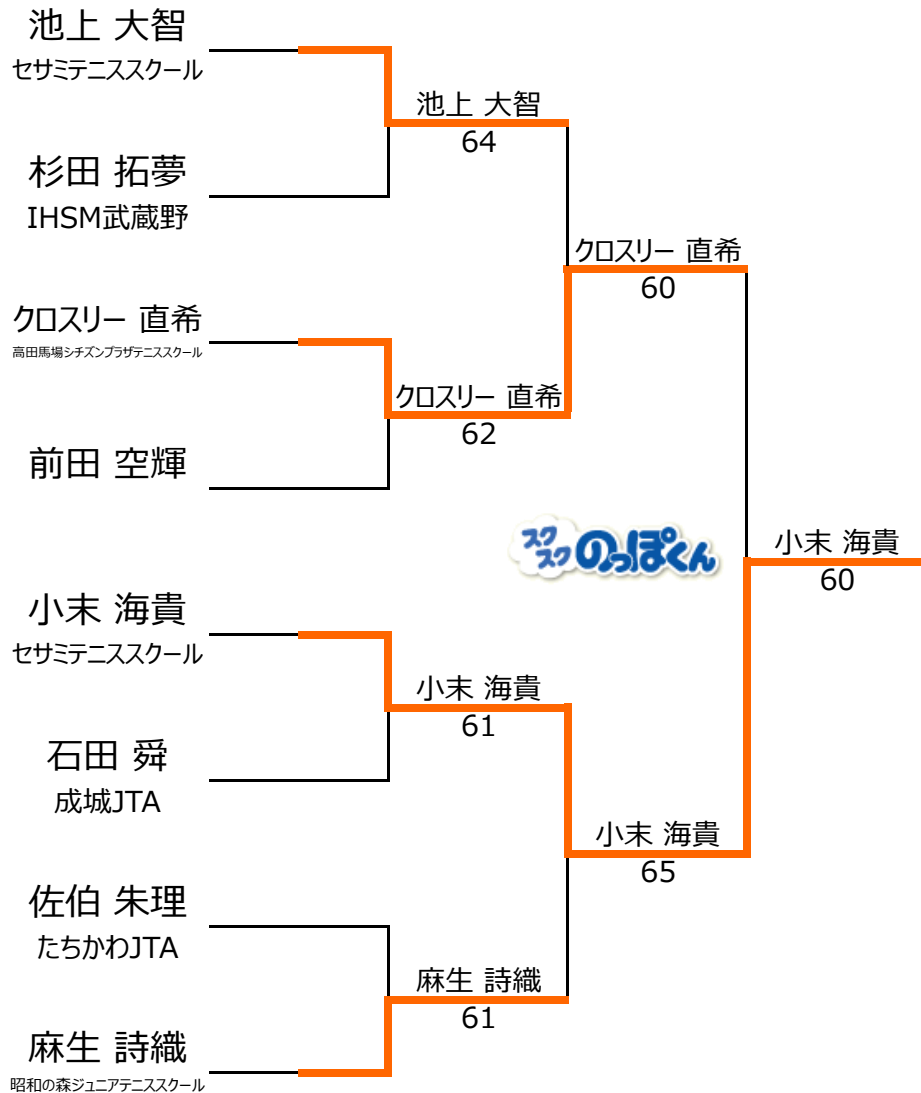 池上 大智
セサミテニススクール
杉田 拓夢
IHSM武蔵野
クロスリー 直希
高田馬場シチズンプラザテニススクール
前田 空輝
小末 海貴
セサミテニススクール
石田 舜
成城JTA
佐伯 朱理
たちかわJTA
麻生 詩織
昭和の森ジュニアテニススクール
池上 大智
64
クロスリー 直希
62
小末 海貴
61
麻生 詩織
61
クロスリー 直希
60
小末 海貴
65
スクスクのっぽくん
小末 海貴
60